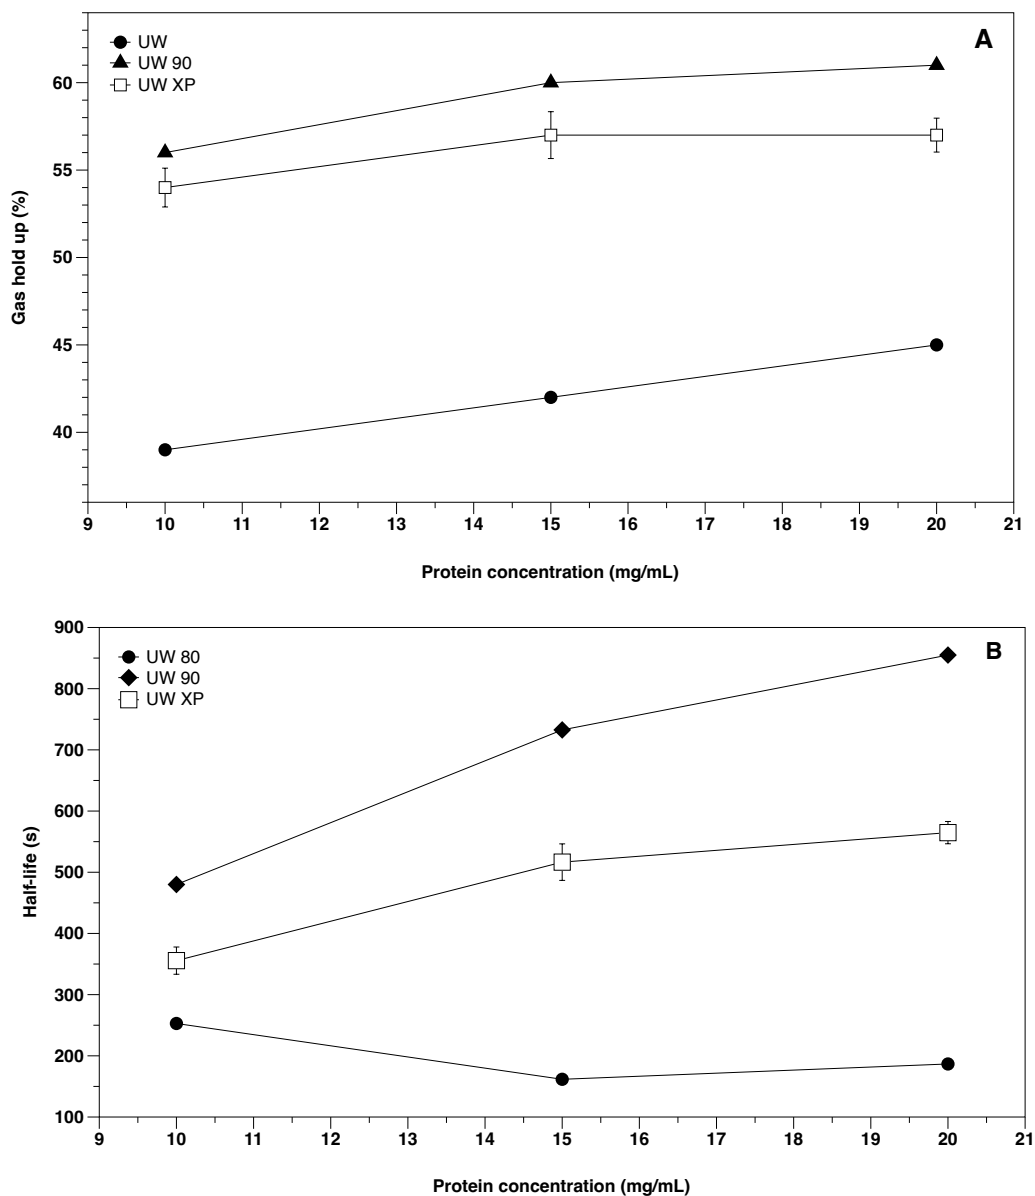 A
UW
UW 90
UW XP
60
55
50
45
40
Gas hold up (%)
9 10 11 12 13 14 15 16 17 18 19 20 21
Protein concentration (mg/mL)
B
UW 80
UW 90
UW XP
900
800
700
600
500
400
300
200
100
Half-life (s)
9 10 11 12 13 14 15 16 17 18 19 20 21
Protein concentration (mg/mL)